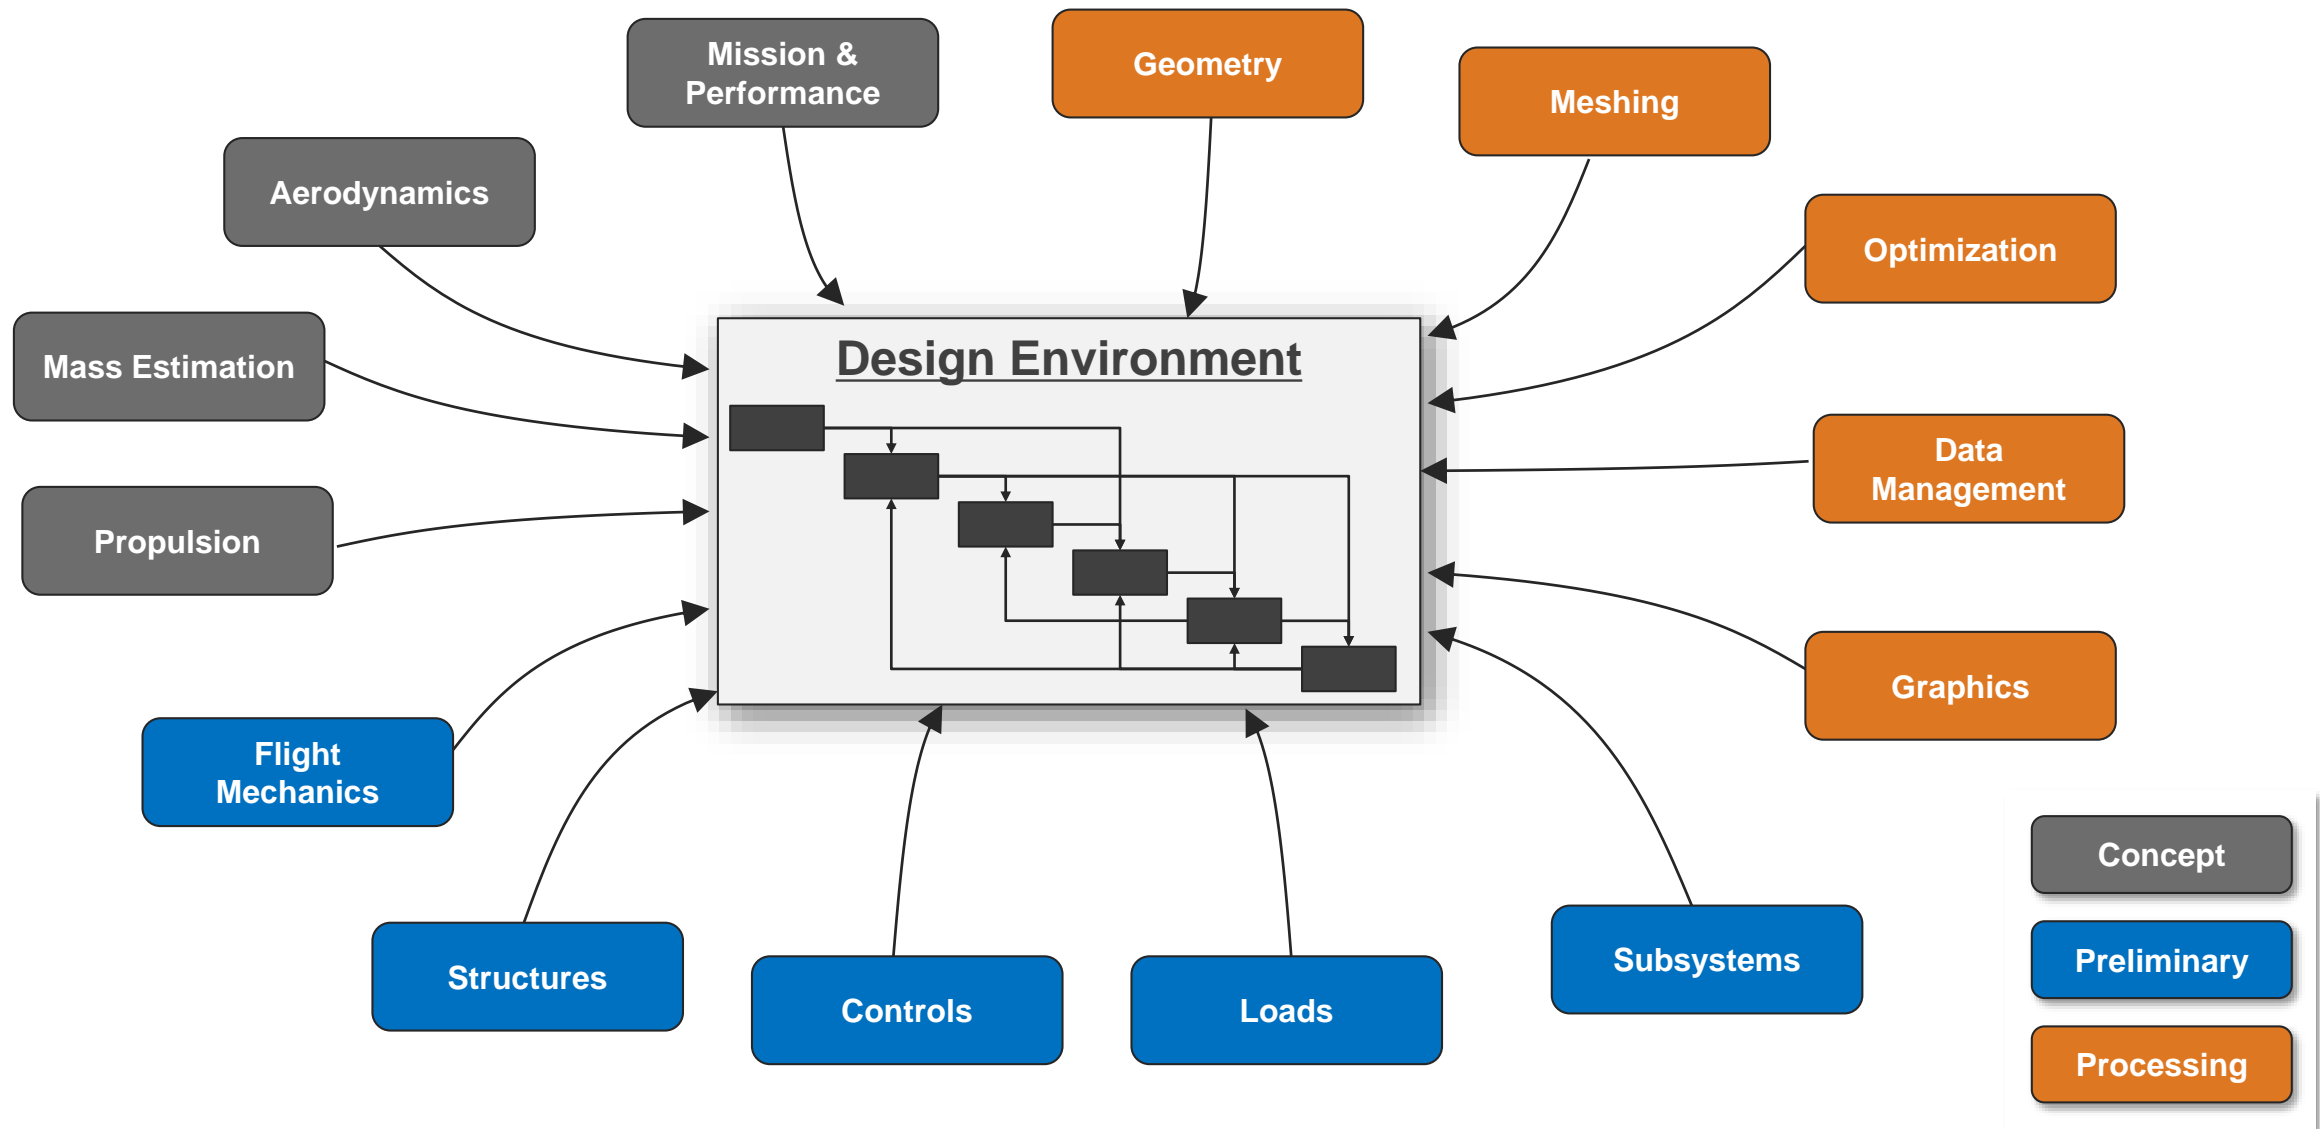 Mission &
Performance
Geometry
Meshing
Aerodynamics
Optimization
Mass Estimation
Design Environment
Data
Management
Propulsion
Graphics
Flight
Mechanics
Structures
Controls
Loads
Subsystems
Concept
Preliminary
Processing